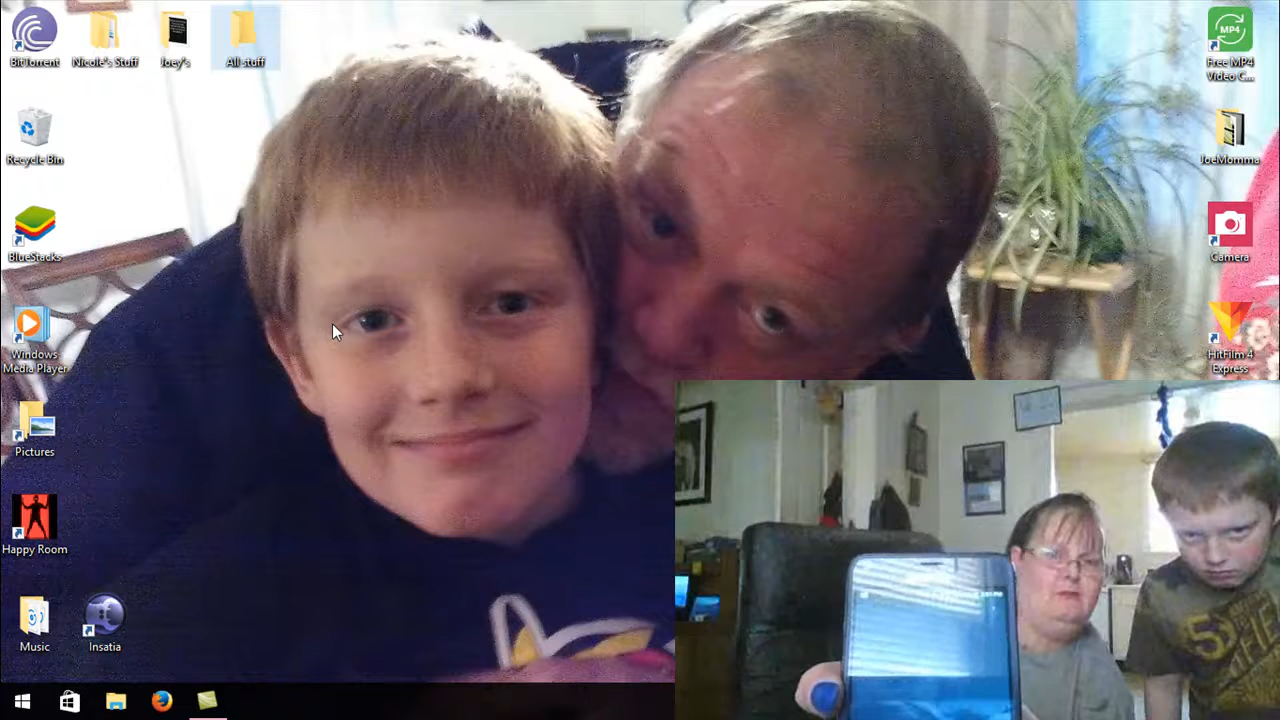 BitTorrent
Nicole's Stuff
Joey's
All stuff
MP4
Free MP4
Video C...
Recycle Bin
JoeMomma
BlueStacks
Camera
Windows
Media Player
HitFilm 4
Express
Pictures
Happy Room
Music
Insatia